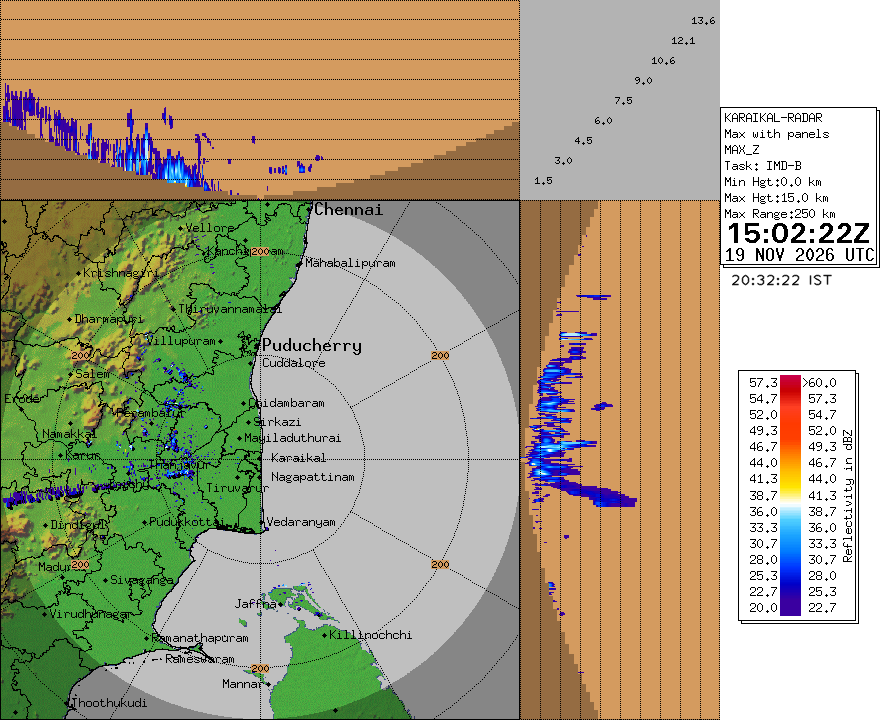 13.6
12.1
10.6
9.0
7.5
6.0
4.5
3.0
1.5
KARAIKAL-RADAR
Max with panels
MAX_Z
Task: IMD-B
Min Hgt:0.0 km
Max Hgt:15.0 km
Max Range:250 km
15:02:22Z
19 NOV 2026 UTC
20:32:22 IST
Chennai
Vellore
200
Mahabalipuram
Krishnagiri
Thiruvannamalai
Dharmapuri
Villupuram
Puducherry
200
200
Cuddalore
Salem
Erode
Chidambaram
Perambalur
Sirkazi
Namakkal
Mayiladuthurai
Karur
Karaikal
Thanjavur
Nagapattinam
Tiruvarur
Dindigul
Pudukkottai
Vedaranyam
200
200
Madurai
Sivaganga
Jaffna
Virudhunagar
Killinochchi
Ramanathapuram
Rameswaram
200
Mannar
Thoothukudi
57.3 >60.0
54.7 57.3
52.0 54.7
49.3 52.0
46.7 49.3
44.0 46.7
41.3 44.0
38.7 41.3
36.0 38.7
33.3 36.0
30.7 33.3
28.0 30.7
25.3 28.0
22.7 25.3
20.0 22.7
Reflectivity in dBZ